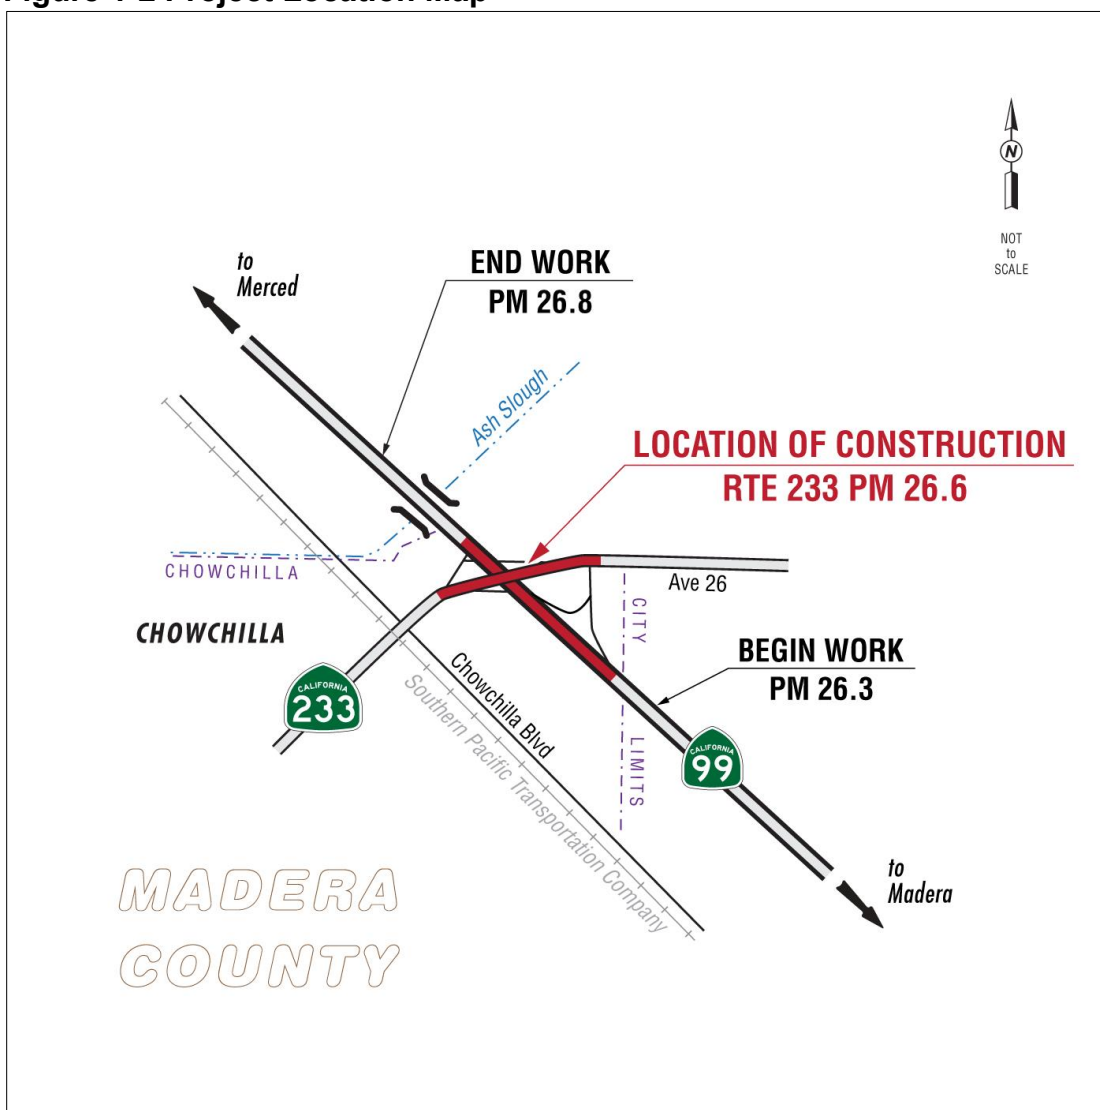 Figure 1-2 Project Location Map
N
NOT
to
SCALE
to
Merced
END WORK
PM 26.8
Ash Slough
LOCATION OF CONSTRUCTION
RTE 233 PM 26.6
CHOWCHILLA
Ave 26
CITY
LIMITS
CHOWCHILLA
BEGIN WORK
PM 26.3
CALIFORNIA
233
Chowchilla Blvd
Southern Pacific Transportation Company
CALIFORNIA
99
to
Madera
MADERA
COUNTY